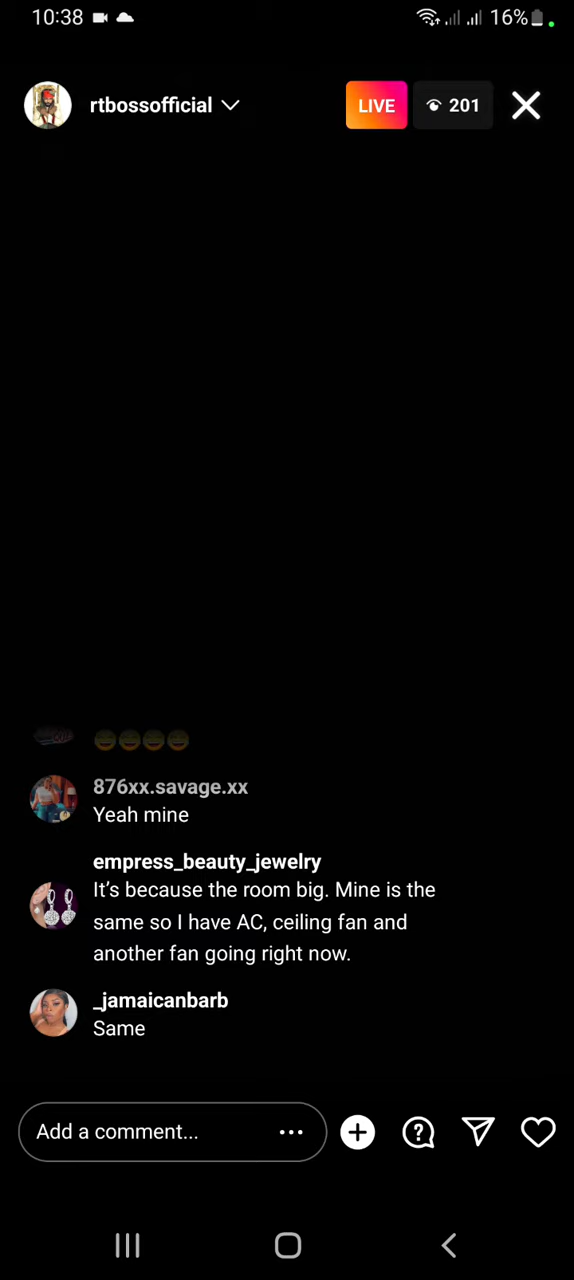 10:38
16%
rtbossofficial
LIVE
201
😄😄😄😄
876xx.savage.xx
Yeah mine
empress_beauty_jewelry
It's because the room big. Mine is the
same so I have AC, ceiling fan and
another fan going right now.
_jamaicanbarb
Same
Add a comment...